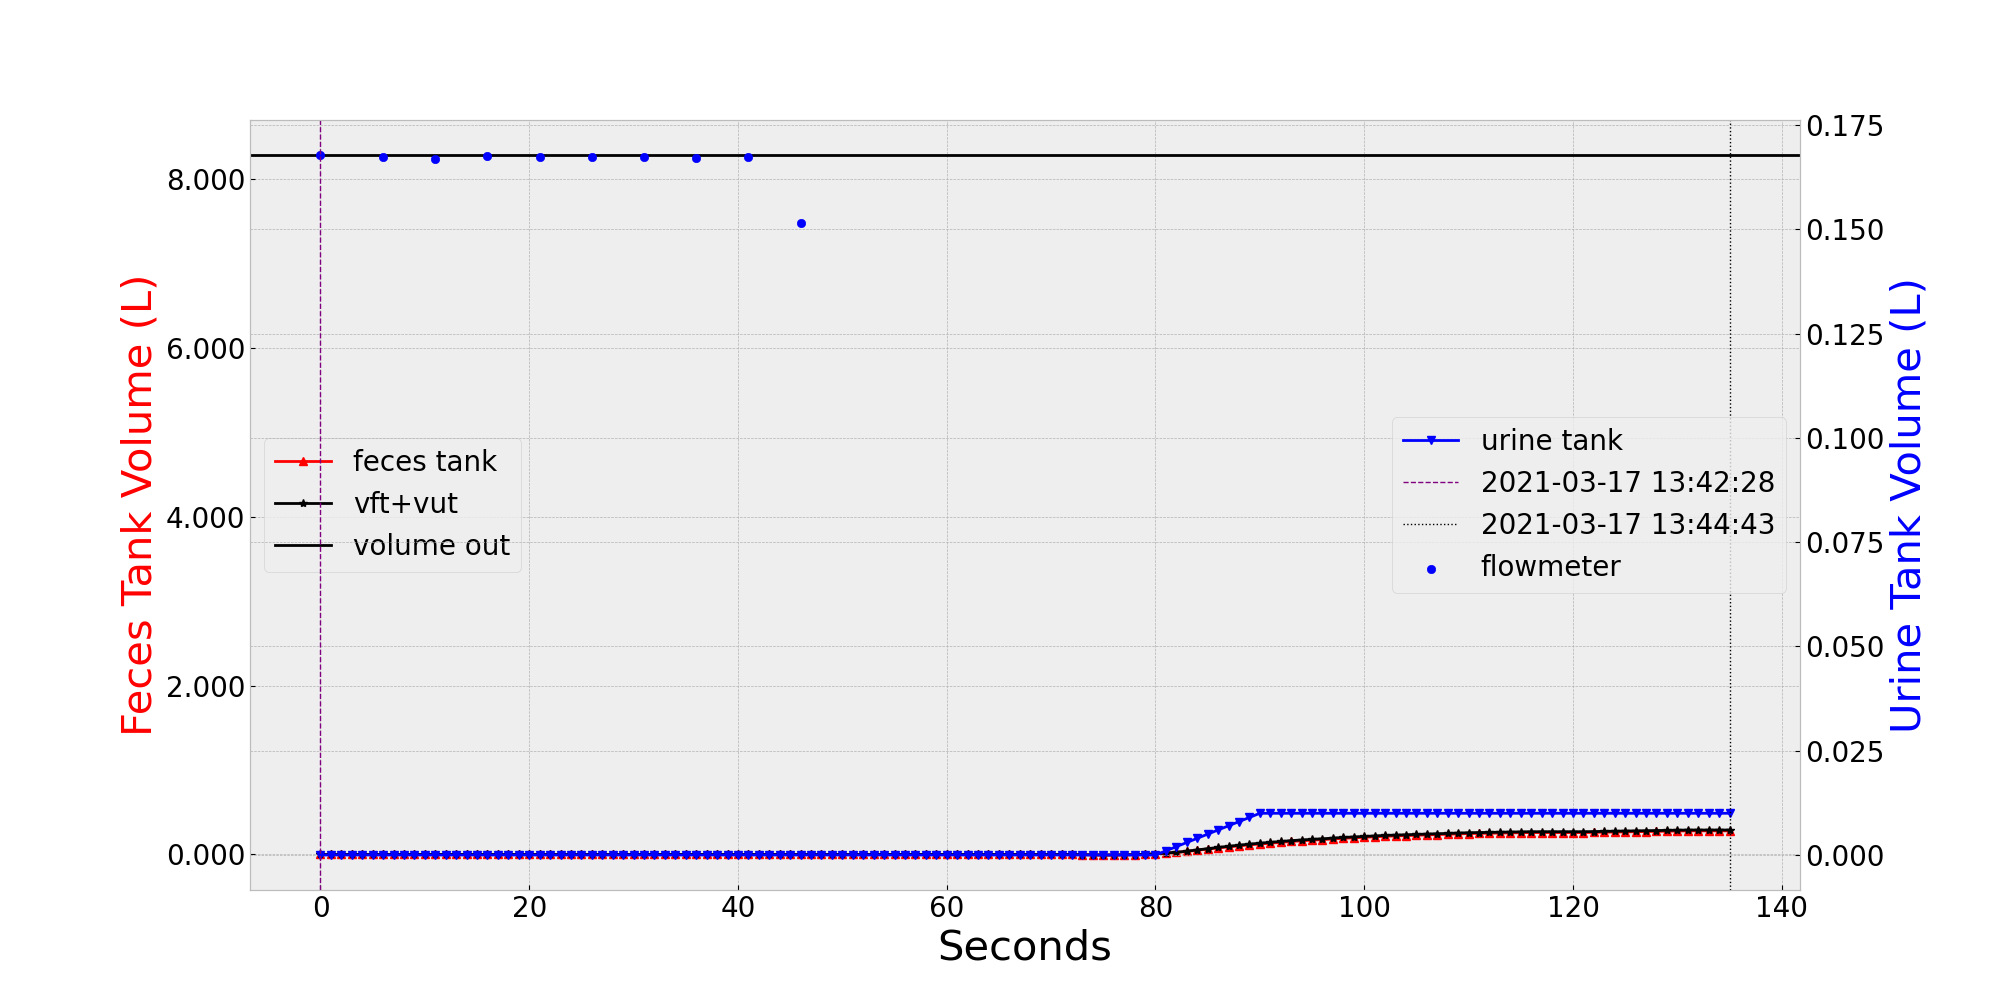 Feces Tank Volume (L)
8.000
6.000
4.000
2.000
0.000
feces tank
vft+vut
volume out
0.175
0.150
0.125
0.100
0.075
0.050
0.025
0.000
Urine Tank Volume (L)
urine tank
2021-03-17 13:42:28
2021-03-17 13:44:43
flowmeter
0 20 40 60 80 100 120 140
Seconds